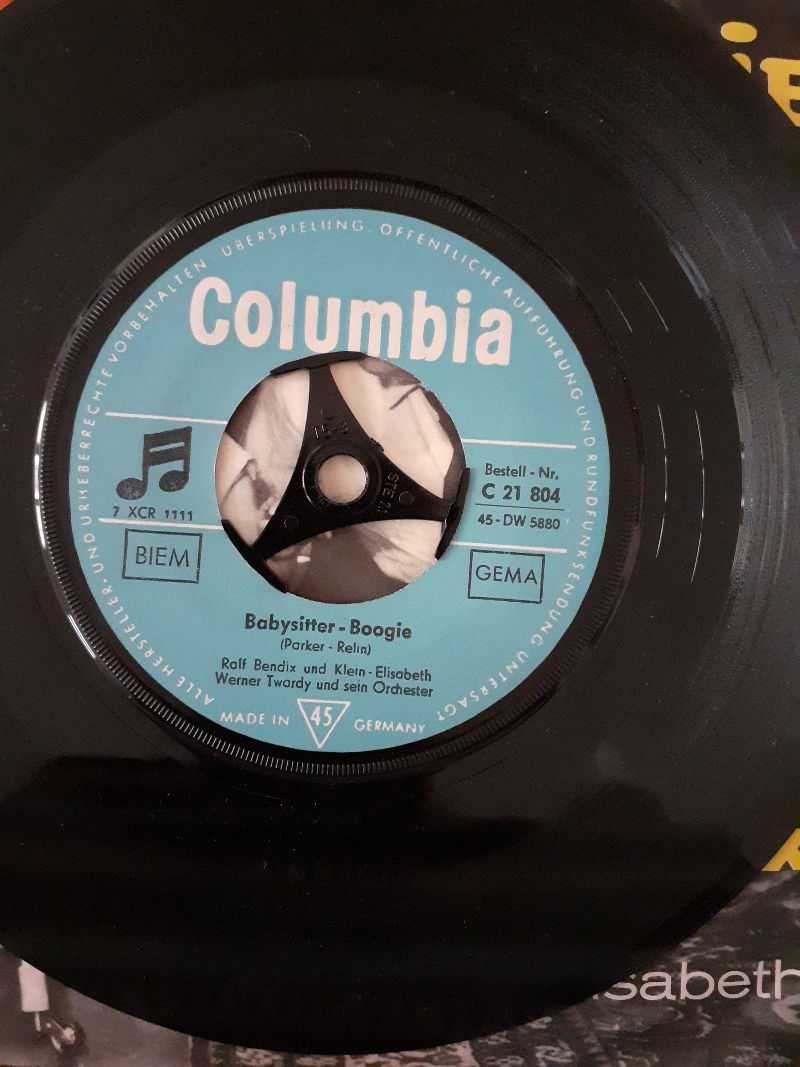 ALLE HERSTELLER- UND URHEBERRECHTE VORBEHALTEN · ÜBERSPIELUNG, ÖFFENTLICHE AUFFÜHRUNG UND RUNDFUNKSENDUNG UNTERSAGT
Columbia
7 XCR 1111
BIEM
Bestell-Nr.
C 21 804
45-DW 5880
GEMA
Babysitter-Boogie
(Parker - Relin)
Ralf Bendix und Klein-Elisabeth
Werner Twardy und sein Orchester
MADE IN 45 GERMANY
isabeth